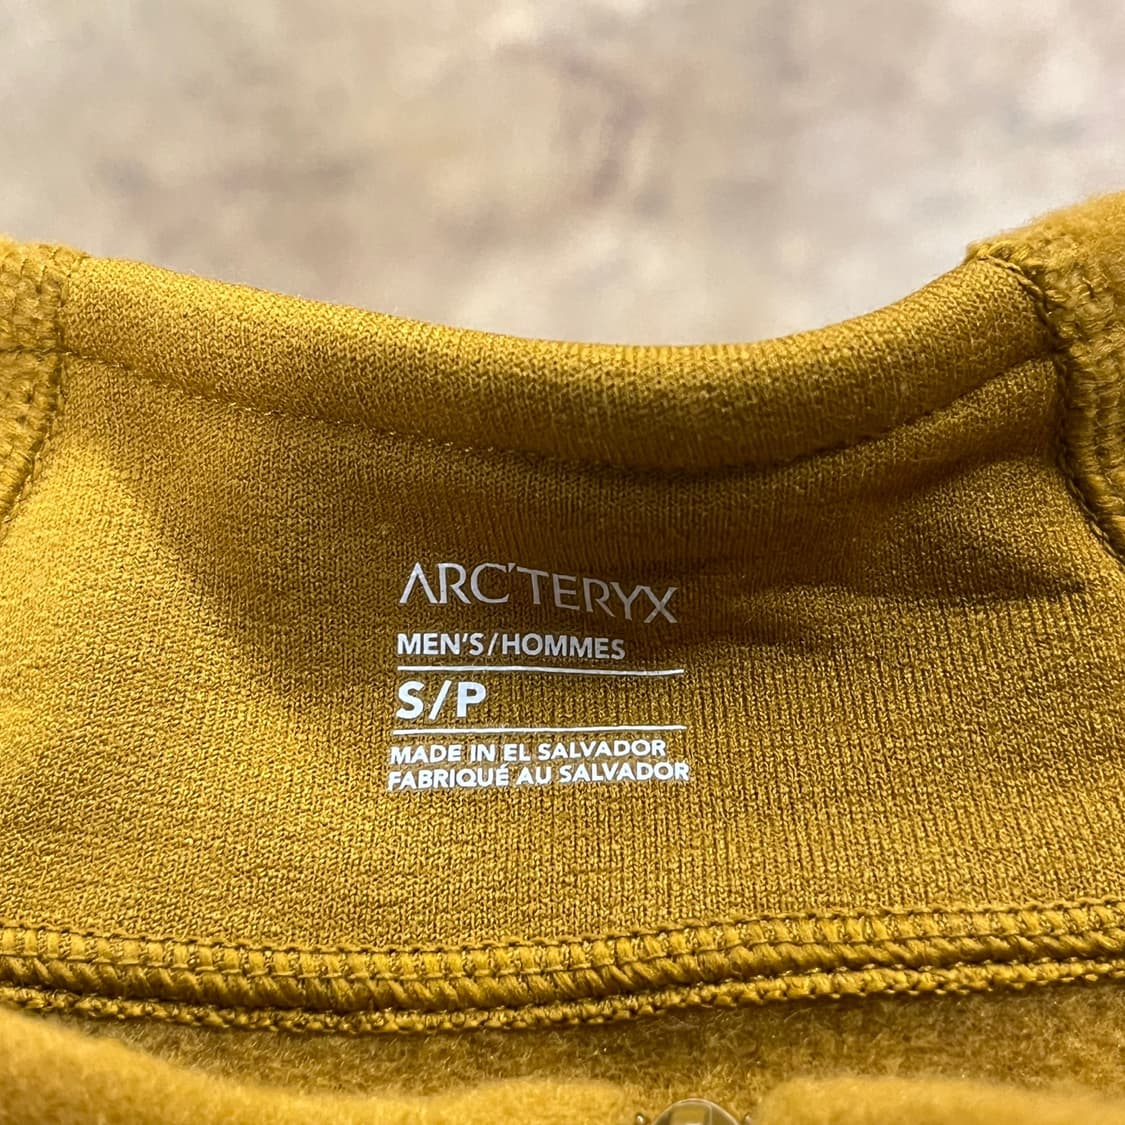 ARC'TERYX
MEN'S/HOMMES
S/P
MADE IN EL SALVADOR
FABRIQUÉ AU SALVADOR